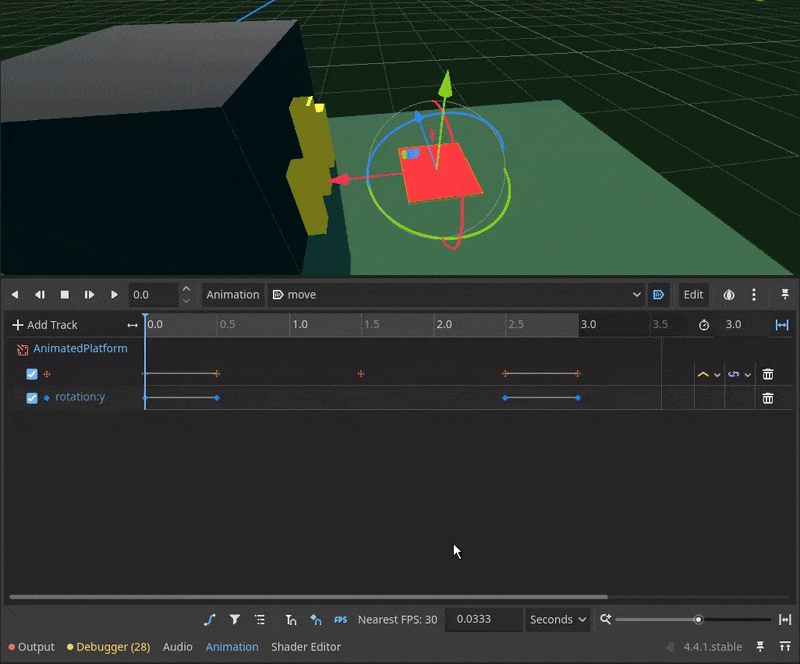 0.0 Animation move Edit
Add Track 0.0 0.5 1.0 1.5 2.0 2.5 3.0 3.5 3.0
AnimatedPlatform
rotation:y
FPS Nearest FPS: 30 0.0333 Seconds
Output Debugger (28) Audio Animation Shader Editor 4.4.1.stable